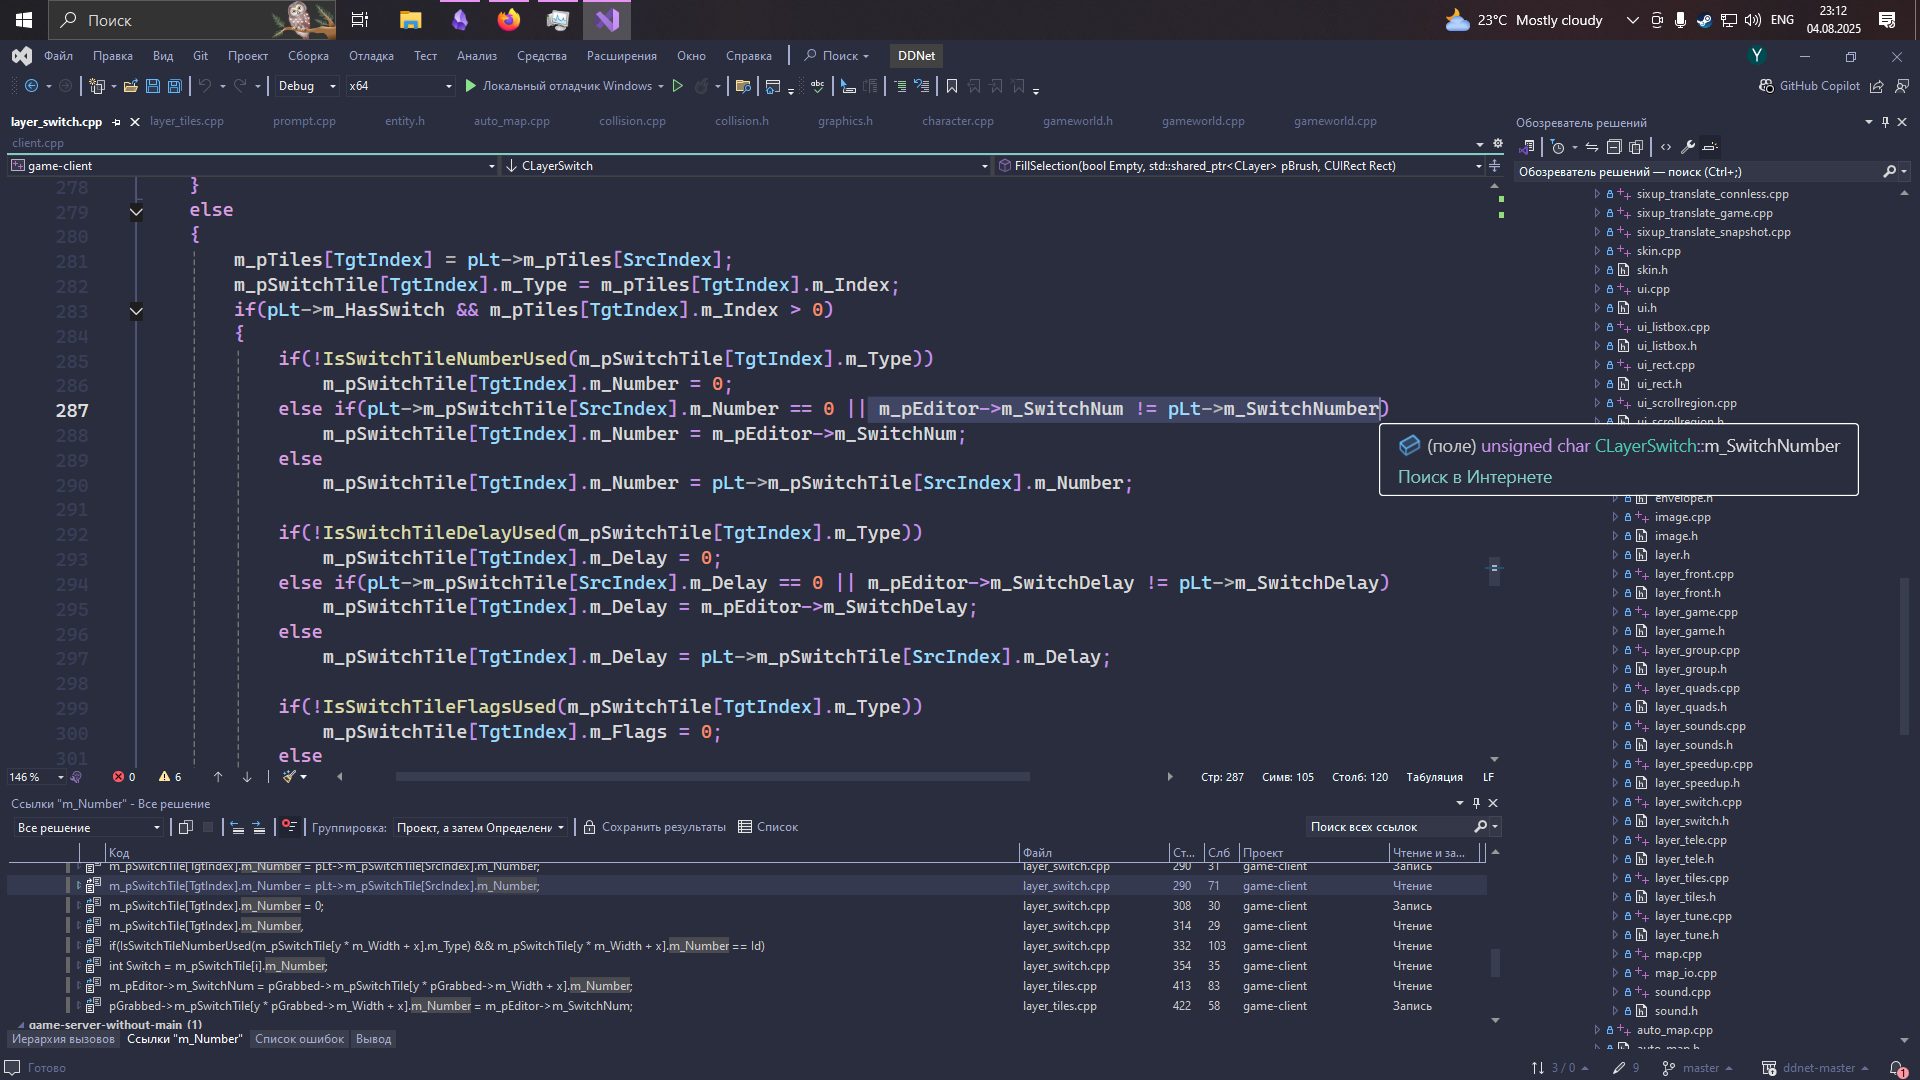 Поиск
23°C Mostly cloudy
ENG
23:12
04.08.2025
Файл Правка Вид Git Проект Сборка Отладка Тест Анализ Средства Расширения Окно Справка Поиск DDNet
Y
Debug x64 Локальный отладчик Windows
GitHub Copilot
layer_switch.cpp layer_tiles.cpp prompt.cpp entity.h auto_map.cpp collision.cpp collision.h graphics.h character.cpp gameworld.h gameworld.cpp gameworld.cpp
client.cpp
game-client CLayerSwitch FillSelection(bool Empty, std::shared_ptr<CLayer> pBrush, CUIRect Rect)
278 }
279 else
280 {
281 m_pTiles[TgtIndex] = pLt->m_pTiles[SrcIndex];
282 m_pSwitchTile[TgtIndex].m_Type = m_pTiles[TgtIndex].m_Index;
283 if(pLt->m_HasSwitch && m_pTiles[TgtIndex].m_Index > 0)
284 {
285 if(!IsSwitchTileNumberUsed(m_pSwitchTile[TgtIndex].m_Type))
286 m_pSwitchTile[TgtIndex].m_Number = 0;
287 else if(pLt->m_pSwitchTile[SrcIndex].m_Number == 0 || m_pEditor->m_SwitchNum != pLt->m_SwitchNumber)
288 m_pSwitchTile[TgtIndex].m_Number = m_pEditor->m_SwitchNum;
289 else
290 m_pSwitchTile[TgtIndex].m_Number = pLt->m_pSwitchTile[SrcIndex].m_Number;
291
292 if(!IsSwitchTileDelayUsed(m_pSwitchTile[TgtIndex].m_Type))
293 m_pSwitchTile[TgtIndex].m_Delay = 0;
294 else if(pLt->m_pSwitchTile[SrcIndex].m_Delay == 0 || m_pEditor->m_SwitchDelay != pLt->m_SwitchDelay)
295 m_pSwitchTile[TgtIndex].m_Delay = m_pEditor->m_SwitchDelay;
296 else
297 m_pSwitchTile[TgtIndex].m_Delay = pLt->m_pSwitchTile[SrcIndex].m_Delay;
298
299 if(!IsSwitchTileFlagsUsed(m_pSwitchTile[TgtIndex].m_Type))
300 m_pSwitchTile[TgtIndex].m_Flags = 0;
301 else
(поле) unsigned char CLayerSwitch::m_SwitchNumber
Поиск в Интернете
146 % 0 6 Стр: 287 Симв: 105 Столб: 120 Табуляция LF
Ссылки "m_Number" - Все решение
Все решение Группировка: Проект, а затем Определени Сохранить результаты Список Поиск всех ссылок
Код Файл Ст... Слб Проект Чтение и за...
m_pSwitchTile[TgtIndex].m_Number = pLt->m_pSwitchTile[SrcIndex].m_Number; layer_switch.cpp 290 31 game-client Запись
m_pSwitchTile[TgtIndex].m_Number = pLt->m_pSwitchTile[SrcIndex].m_Number; layer_switch.cpp 290 71 game-client Чтение
m_pSwitchTile[TgtIndex].m_Number = 0; layer_switch.cpp 308 30 game-client Запись
m_pSwitchTile[TgtIndex].m_Number, layer_switch.cpp 314 29 game-client Чтение
if(IsSwitchTileNumberUsed(m_pSwitchTile[y * m_Width + x].m_Type) && m_pSwitchTile[y * m_Width + x].m_Number == Id) layer_switch.cpp 332 103 game-client Чтение
int Switch = m_pSwitchTile[i].m_Number; layer_switch.cpp 354 35 game-client Чтение
m_pEditor->m_SwitchNum = pGrabbed->m_pSwitchTile[y * pGrabbed->m_Width + x].m_Number; layer_tiles.cpp 413 83 game-client Чтение
pGrabbed->m_pSwitchTile[y * pGrabbed->m_Width + x].m_Number = m_pEditor->m_SwitchNum; layer_tiles.cpp 422 58 game-client Запись
game-server-without-main (1)
Иерархия вызовов Ссылки "m_Number" Список ошибок Вывод
Готово
Обозреватель решений
Обозреватель решений — поиск (Ctrl+;)
sixup_translate_connless.cpp
sixup_translate_game.cpp
sixup_translate_snapshot.cpp
skin.cpp
skin.h
ui.cpp
ui.h
ui_listbox.cpp
ui_listbox.h
ui_rect.cpp
ui_rect.h
ui_scrollregion.cpp
ui_scrollregion.h
envelope.h
image.cpp
image.h
layer.h
layer_front.cpp
layer_front.h
layer_game.cpp
layer_game.h
layer_group.cpp
layer_group.h
layer_quads.cpp
layer_quads.h
layer_sounds.cpp
layer_sounds.h
layer_speedup.cpp
layer_speedup.h
layer_switch.cpp
layer_switch.h
layer_tele.cpp
layer_tele.h
layer_tiles.cpp
layer_tiles.h
layer_tune.cpp
layer_tune.h
map.cpp
map_io.cpp
sound.cpp
sound.h
auto_map.cpp
auto_map.h
3 / 0 9 master ddnet-master 1